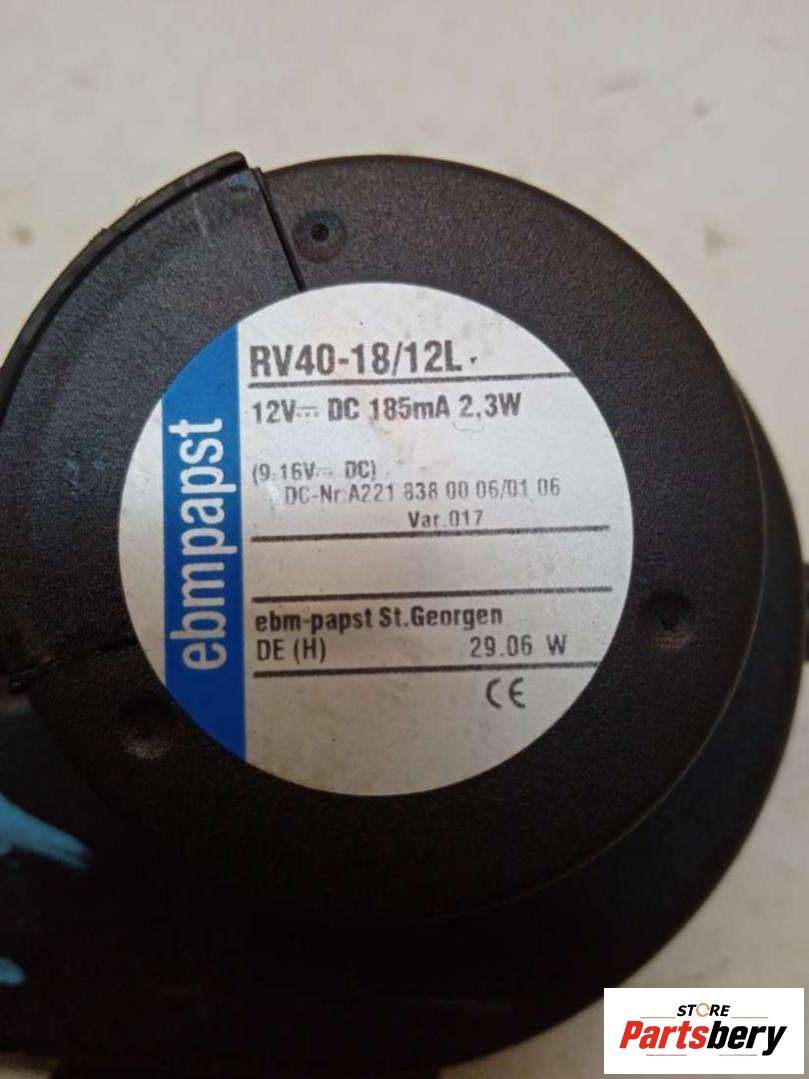 ebmpapst
RV40-18/12L.
12V⎓ DC 185mA 2,3W
(9.16V⎓ DC)
DC-Nr.A221 838 00 06/01 06
Var.017
ebm-papst St.Georgen
DE (H) 29.06 W
CE
STORE
Partsbery